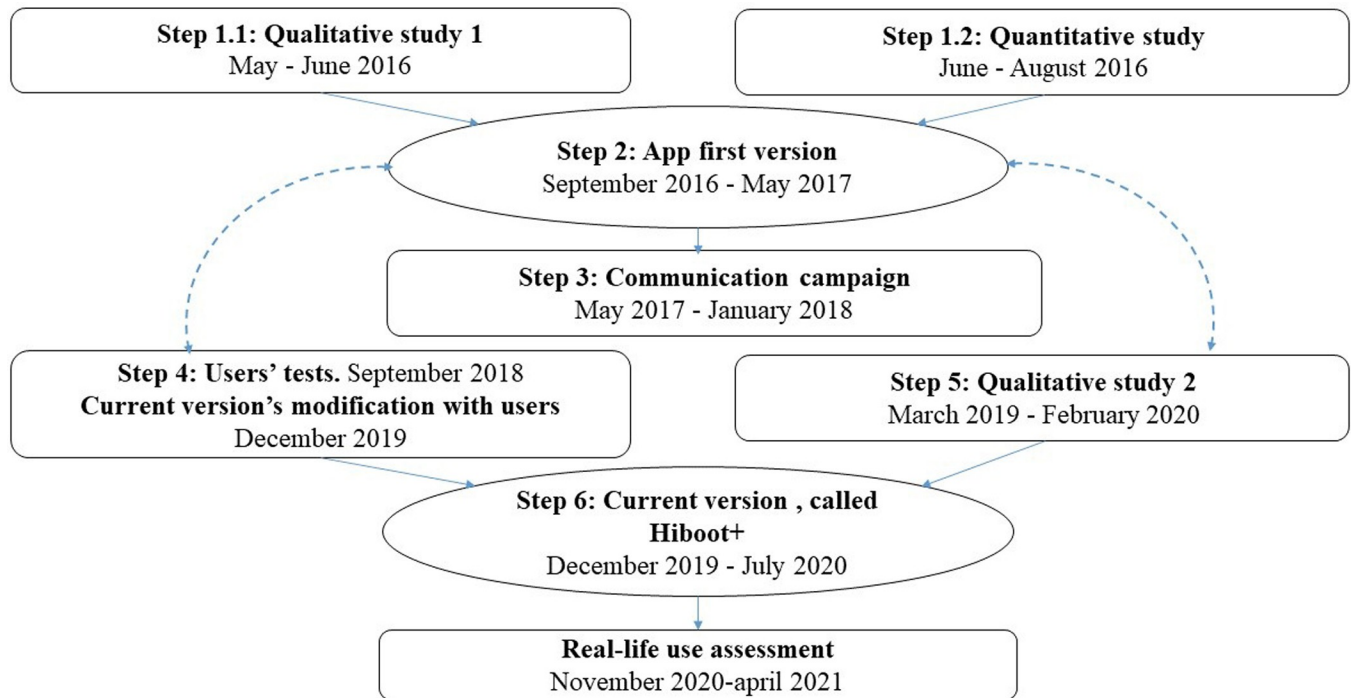 Step 1.1: Qualitative study 1
May - June 2016
Step 1.2: Quantitative study
June - August 2016
Step 2: App first version
September 2016 - May 2017
Step 3: Communication campaign
May 2017 - January 2018
Step 4: Users’ tests. September 2018
Current version’s modification with users
December 2019
Step 5: Qualitative study 2
March 2019 - February 2020
Step 6: Current version , called
Hiboot+
December 2019 - July 2020
Real-life use assessment
November 2020-april 2021